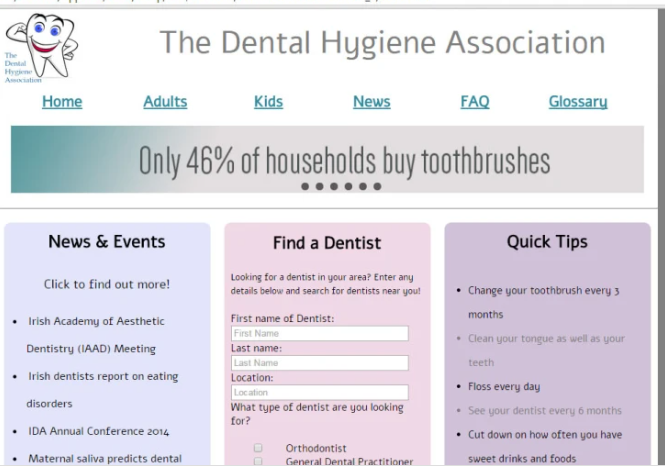 The
Dental
Hygiene
Association
The Dental Hygiene Association
Home Adults Kids News FAQ Glossary
Only 46% of households buy toothbrushes
News & Events
Click to find out more!
• Irish Academy of Aesthetic
Dentistry (IAAD) Meeting
• Irish dentists report on eating
disorders
• IDA Annual Conference 2014
• Maternal saliva predicts dental
Find a Dentist
Looking for a dentist in your area? Enter any
details below and search for dentists near you!
First name of Dentist:
First Name
Last name:
Last Name
Location:
Location
What type of dentist are you looking
for?
Orthodontist
General Dental Practitioner
Quick Tips
• Change your toothbrush every 3
months
• Clean your tongue as well as your
teeth
• Floss every day
• See your dentist every 6 months
• Cut down on how often you have
sweet drinks and foods